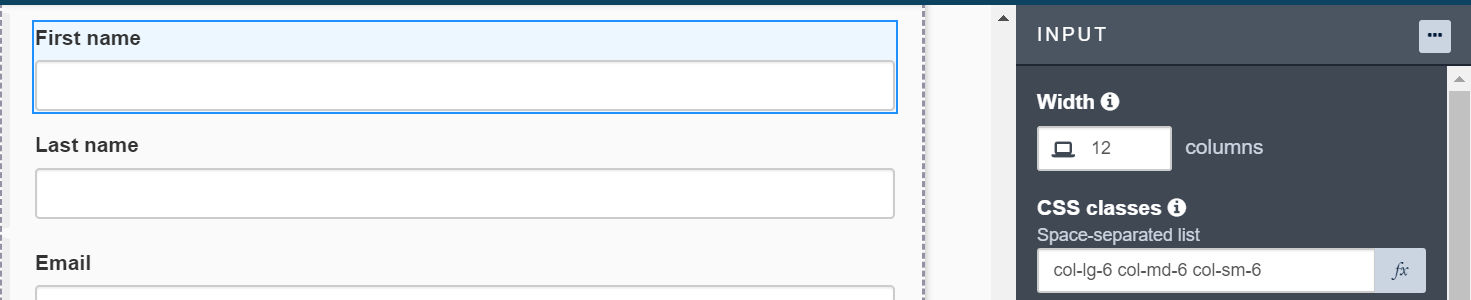 First name
Last name
Email
INPUT
Width
12 columns
CSS classes
Space-separated list
col-lg-6 col-md-6 col-sm-6 fx